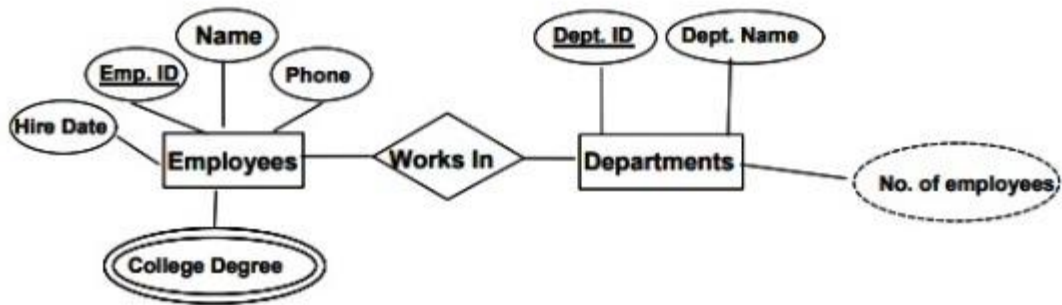 Name
Dept. ID
Dept. Name
Emp. ID
Phone
Hire Date
Employees
Works In
Departments
No. of employees
College Degree